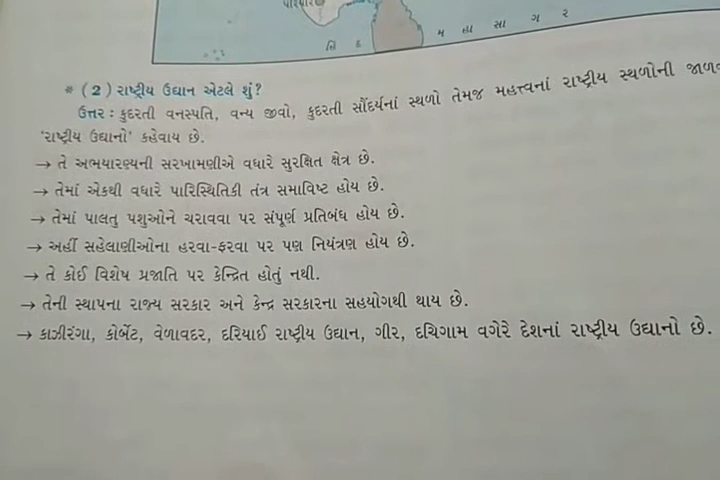 હિ ં દ મ હા સા ગ ર
* (2) રાષ્ટ્રીય ઉદ્યાન એટલે શું?
ઉત્તર : કુદરતી વનસ્પતિ, વન્ય જીવો, કુદરતી સૌંદર્યનાં સ્થળો તેમજ મહત્ત્વનાં રાષ્ટ્રીય સ્થળોની
'રાષ્ટ્રીય ઉદ્યાનો' કહેવાય છે.
→ તે અભયારણ્યની સરખામણીએ વધારે સુરક્ષિત ક્ષેત્ર છે.
→ તેમાં એકથી વધારે પારિસ્થિતિકી તંત્ર સમાવિષ્ટ હોય છે.
→ તેમાં પાલતુ પશુઓને ચરાવવા પર સંપૂર્ણ પ્રતિબંધ હોય છે.
→ અહીં સહેલાણીઓના હરવા-ફરવા પર પણ નિયંત્રણ હોય છે.
→ તે કોઈ વિશેષ પ્રજાતિ પર કેન્દ્રિત હોતું નથી.
→ તેની સ્થાપના રાજ્ય સરકાર અને કેન્દ્ર સરકારના સહયોગથી થાય છે.
→ કાઝીરંગા, કોર્બેટ, વેળાવદર, દરિયાઈ રાષ્ટ્રીય ઉદ્યાન, ગીર, દચિગામ વગેરે દેશનાં રાષ્ટ્રીય ઉદ્યાનો છે.